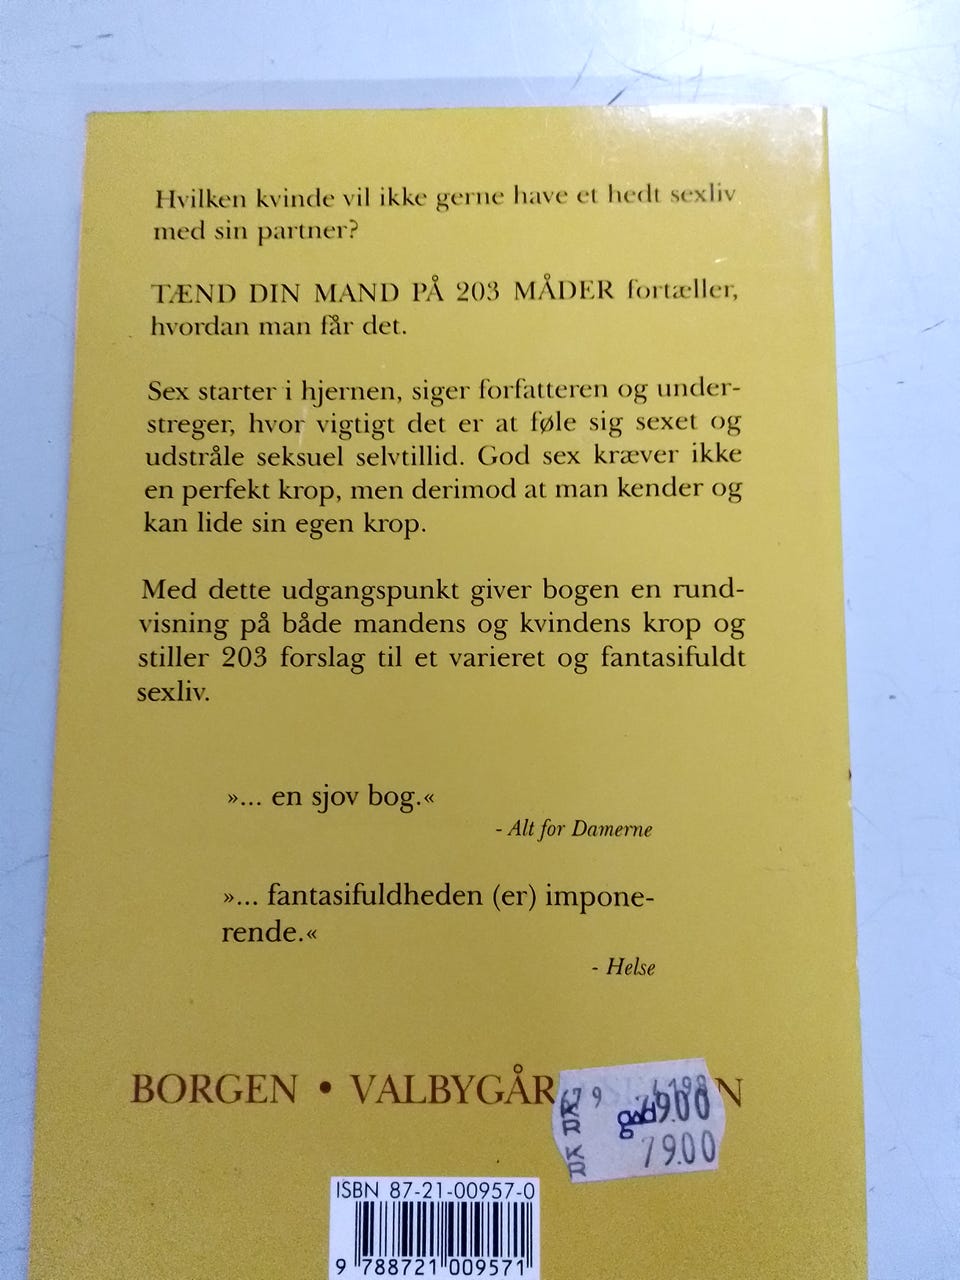 Hvilken kvinde vil ikke gerne have et hedt sexliv
med sin partner?
TÆND DIN MAND PÅ 203 MÅDER fortæller,
hvordan man får det.
Sex starter i hjernen, siger forfatteren og under-
streger, hvor vigtigt det er at føle sig sexet og
udstråle seksuel selvtillid. God sex kræver ikke
en perfekt krop, men derimod at man kender og
kan lide sin egen krop.
Med dette udgangspunkt giver bogen en rund-
visning på både mandens og kvindens krop og
stiller 203 forslag til et varieret og fantasifuldt
sexliv.
»... en sjov bog.«
- Alt for Damerne
»... fantasifuldheden (er) impone-
rende.«
- Helse
BORGEN • VALBYGÅR
KR
KR 79.00
ISBN 87-21-00957-0
9 788721 009571